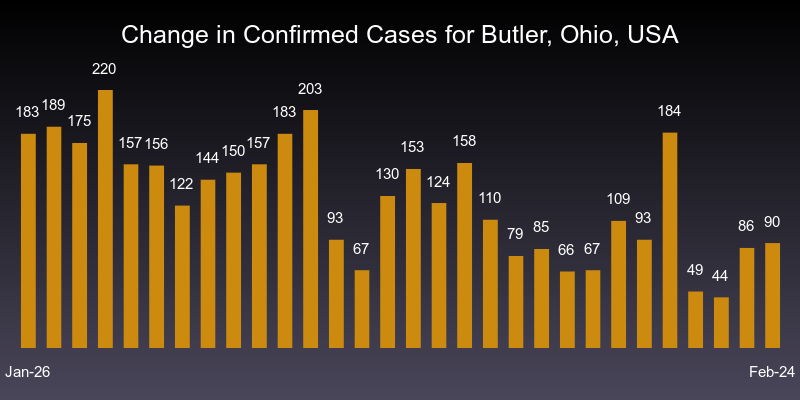 Change in Confirmed Cases for Butler, Ohio, USA
183 189 175 220 157 156 122 144 150 157 183 203 93 67 130 153 124 158 110 79 85 66 67 109 93 184 49 44 86 90
Jan-26 Feb-24